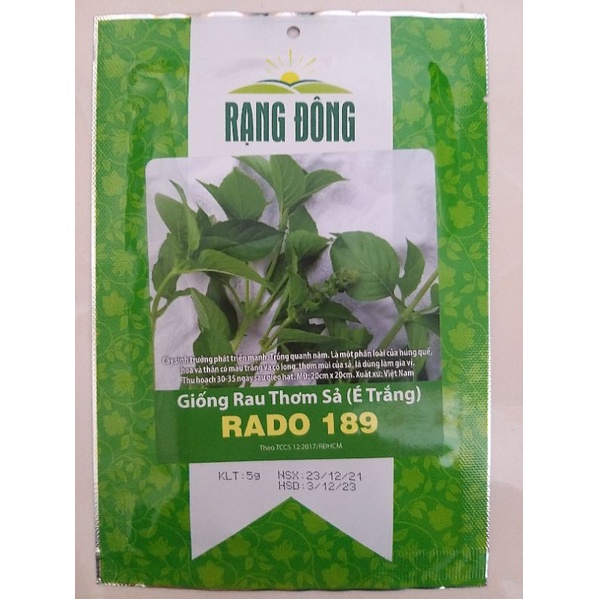 RẠNG ĐÔNG
Cây sinh trưởng phát triển mạnh, trồng quanh năm. Là một phân loài của húng quế,
hoa và thân có màu trắng và có lông, thơm mùi của sả, lá dùng làm gia vị.
Thu hoạch 30-35 ngày sau gieo hạt. MĐ: 20cm x 20cm. Xuất xứ: Việt Nam
Giống Rau Thơm Sả (É Trắng)
RADO 189
Theo TCCS 12:2017/RĐHCM
KLT:5g NSX:23/12/21
HSD:3/12/23